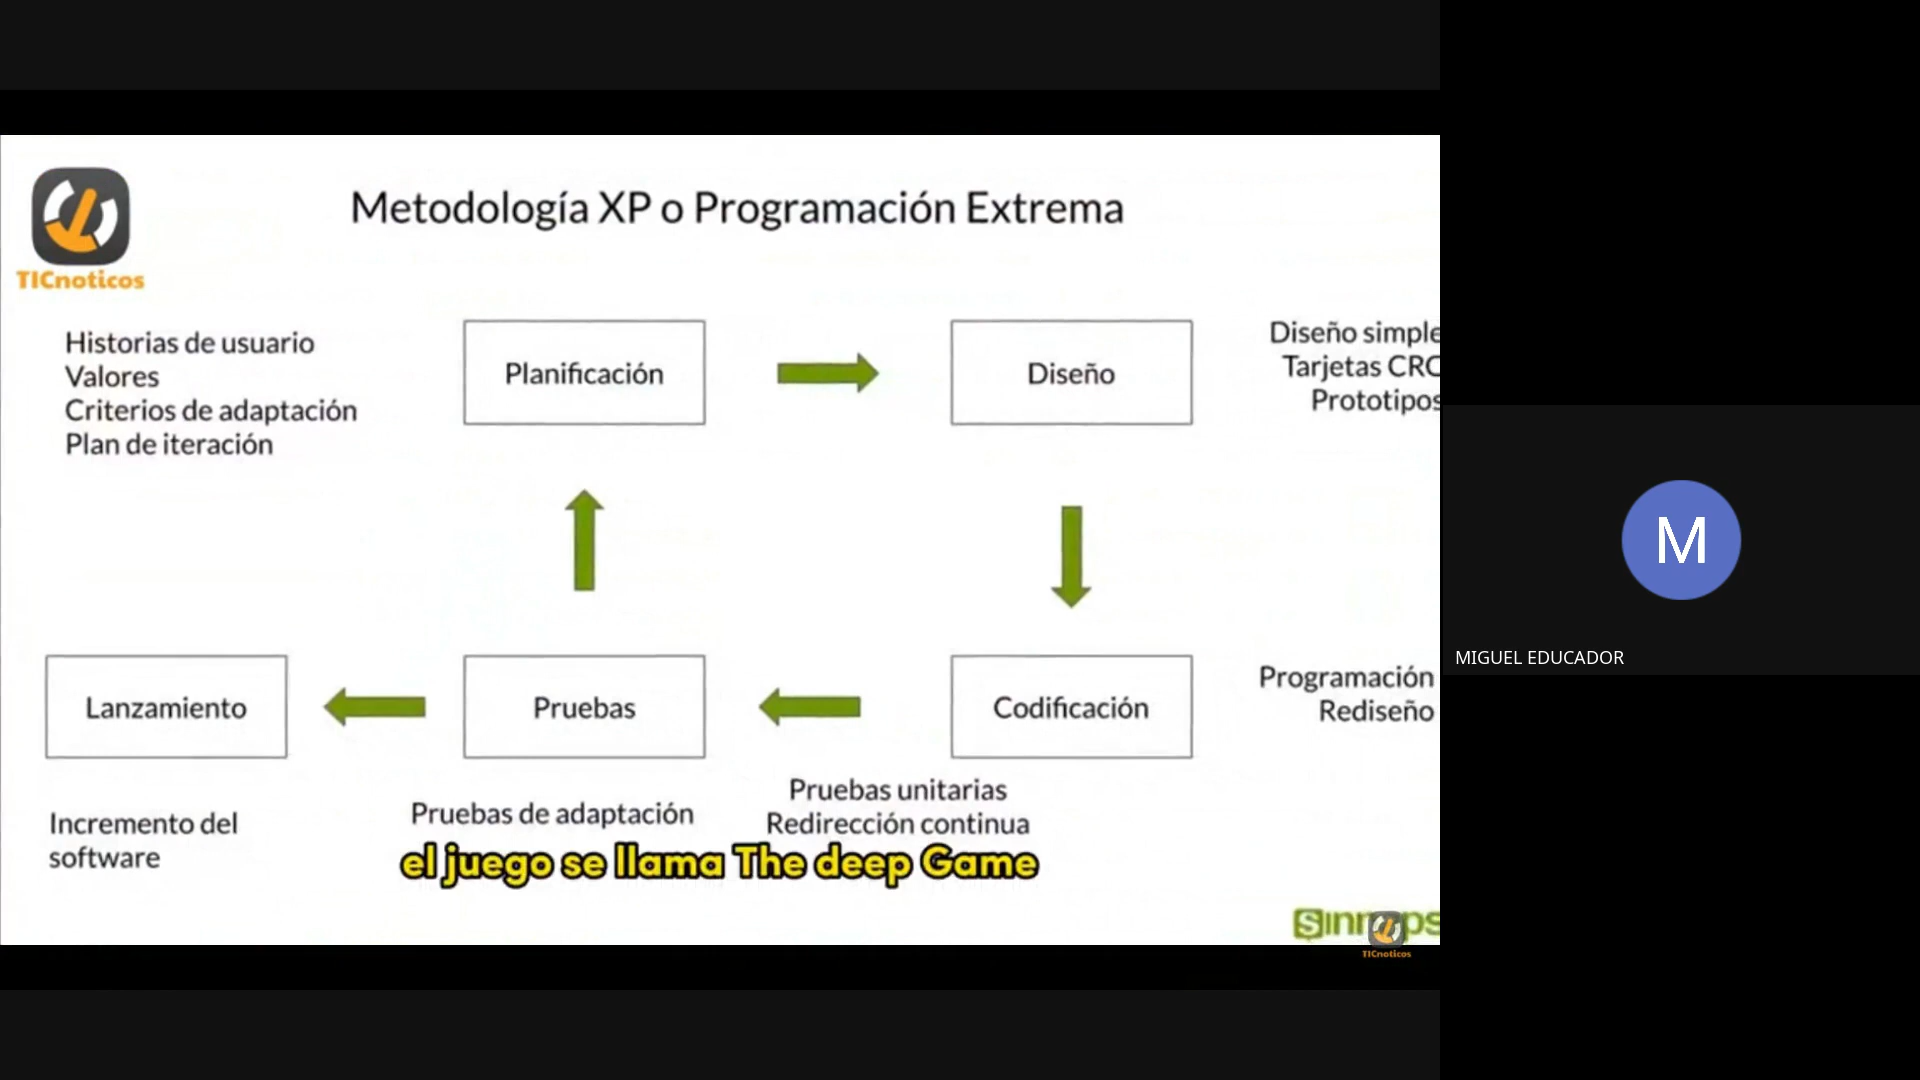 Metodología XP o Programación Extrema
TICnoticos
Historias de usuario
Valores
Criterios de adaptación
Plan de iteración
Planificación
Diseño
Diseño simple
Tarjetas CRC
Prototipos
Lanzamiento
Pruebas
Codificación
Programación
Rediseño
Incremento del
software
Pruebas de adaptación
Pruebas unitarias
Redirección continua
el juego se llama The deep Game
TICnoticos
M
MIGUEL EDUCADOR